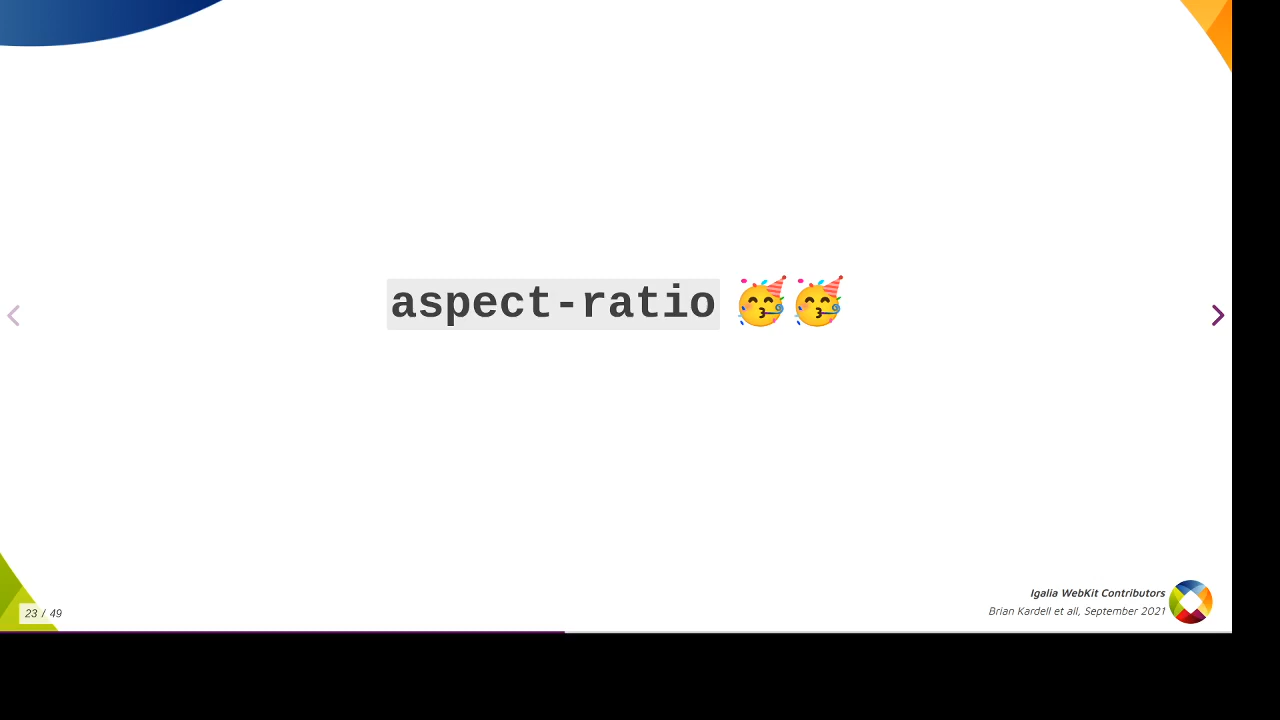 aspect-ratio 🥳🥳
23 / 49
Igalia WebKit Contributors
Brian Kardell et all, September 2021